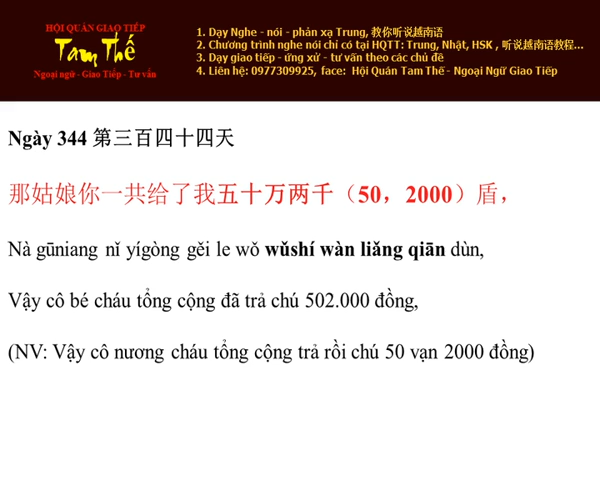 HỘI QUÁN GIAO TIẾP
Tam Thế
Ngoại ngữ - Giao Tiếp - Tư vấn
1. Dạy Nghe - nói - phản xạ Trung, 教你听说越南语
2. Chương trình nghe nói chỉ có tại HQTT: Trung, Nhật, HSK , 听说越南语教程...
3. Dạy giao tiếp - ứng xử - tư vấn theo các chủ đề
4. Liên hệ: 0977309925, face: Hội Quán Tam Thế - Ngoại Ngữ Giao Tiếp
Ngày 344 第三百四十四天
那姑娘你一共给了我五十万两千（50，2000）盾，
Nà gūniang nǐ yígòng gěi le wǒ wǔshí wàn liǎng qiān dùn,
Vậy cô bé cháu tổng cộng đã trả chú 502.000 đồng,
(NV: Vậy cô nương cháu tổng cộng trả rồi chú 50 vạn 2000 đồng)